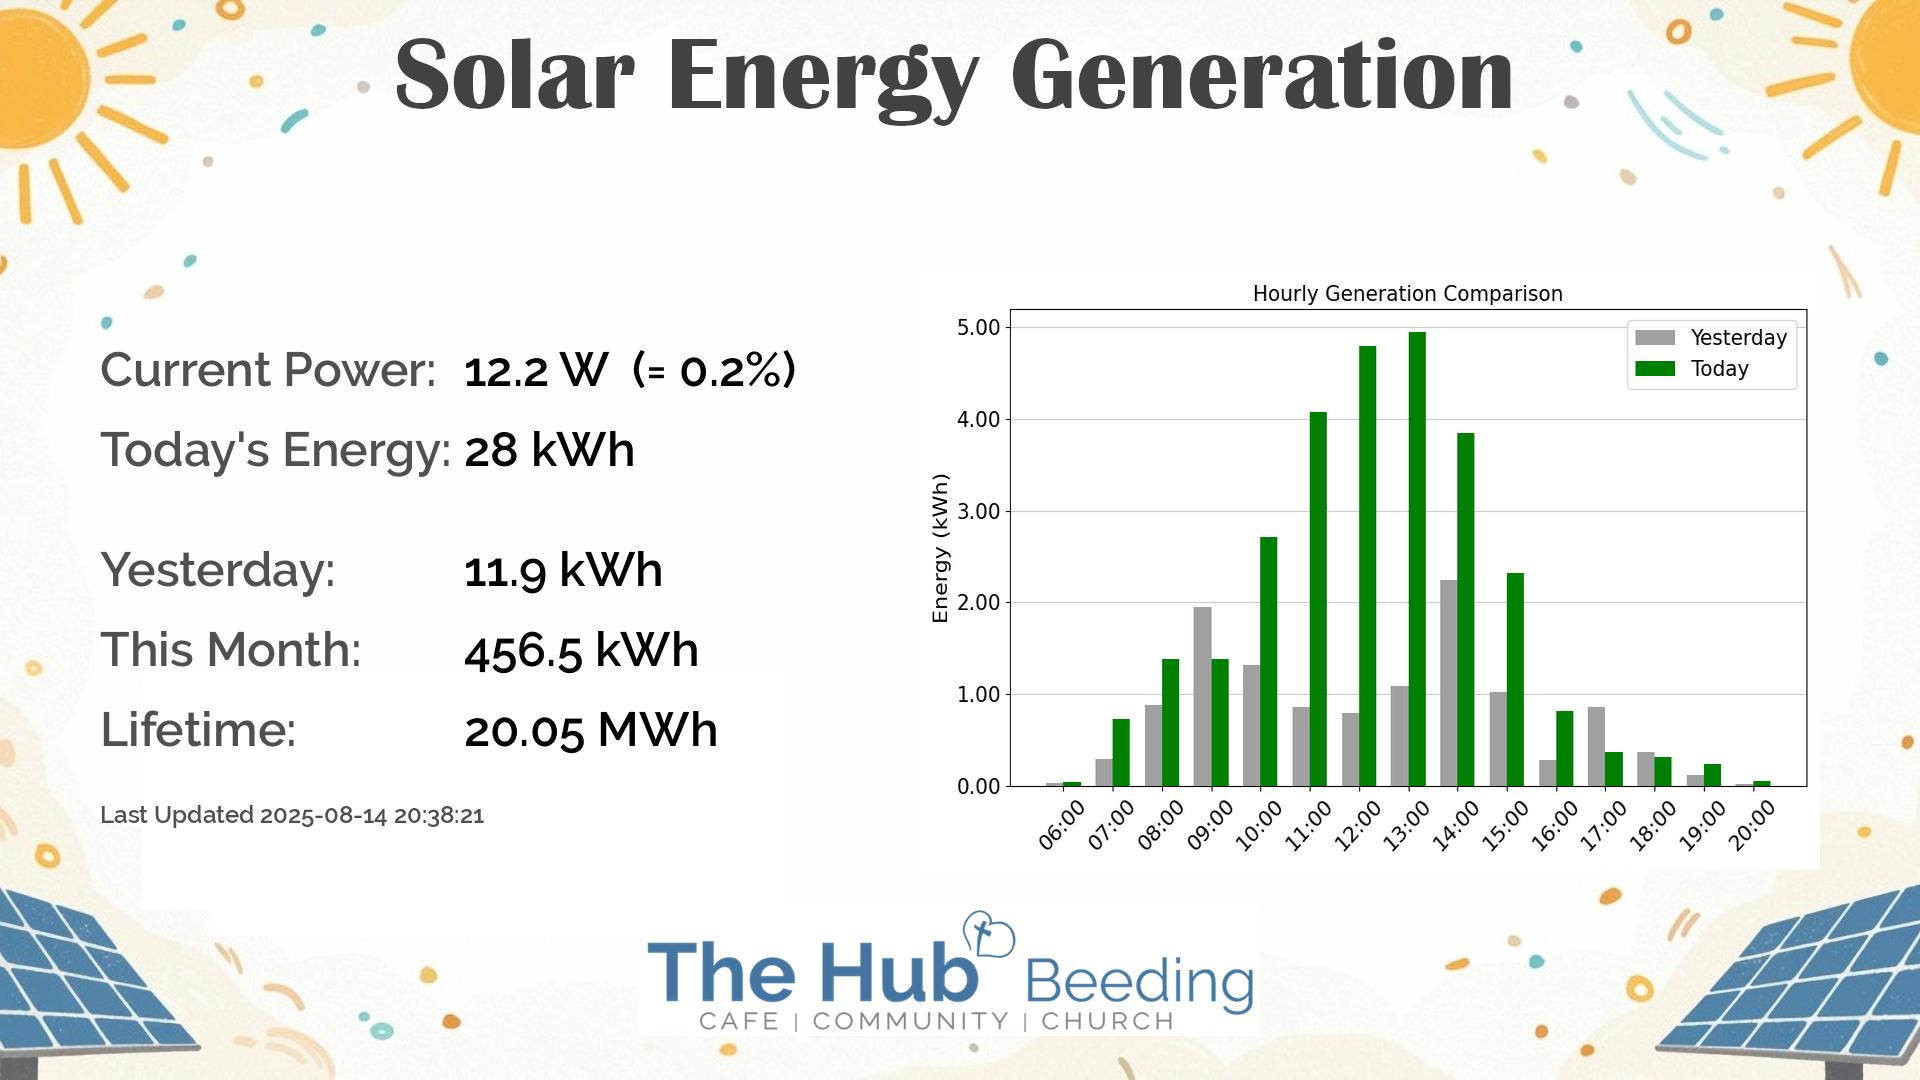 Solar Energy Generation
Current Power: 12.2 W (= 0.2%)
Today's Energy: 28 kWh
Yesterday: 11.9 kWh
This Month: 456.5 kWh
Lifetime: 20.05 MWh
Last Updated 2025-08-14 20:38:21
Hourly Generation Comparison
Yesterday
Today
Energy (kWh)
5.00
4.00
3.00
2.00
1.00
0.00
06:00 07:00 08:00 09:00 10:00 11:00 12:00 13:00 14:00 15:00 16:00 17:00 18:00 19:00 20:00
The Hub Beeding
CAFE | COMMUNITY | CHURCH